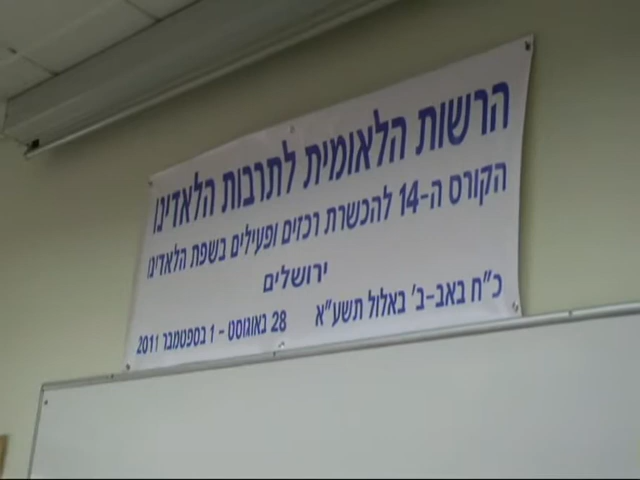 הרשות הלאומית לתרבות הלאדינו
הקורס ה-14 להכשרת רכזים ופעילים בשפת הלאדינו
ירושלים
כ"ח באב-ב' באלול תשע"א 28 באוגוסט - 1 בספטמבר 2011